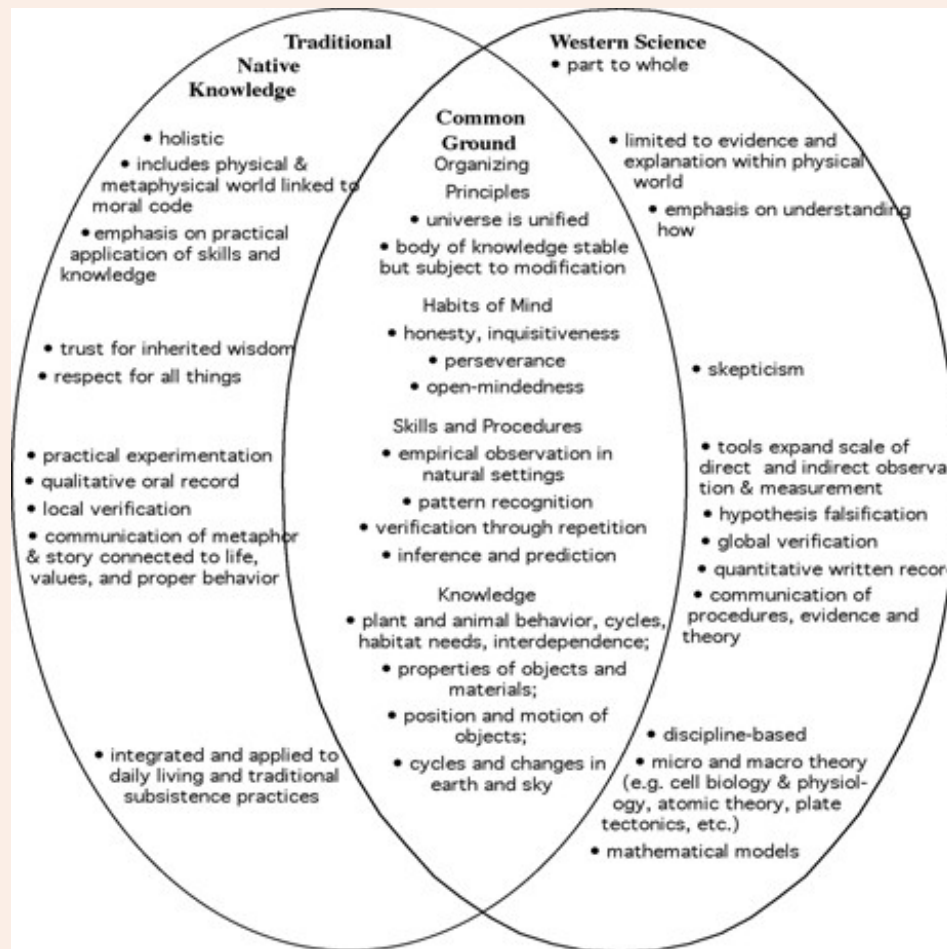 Traditional
Native
Knowledge
• holistic
• includes physical &
metaphysical world linked to
moral code
• emphasis on practical
application of skills and
knowledge
• trust for inherited wisdom
• respect for all things
• practical experimentation
• qualitative oral record
• local verification
• communication of metaphor
& story connected to life,
values, and proper behavior
• integrated and applied to
daily living and traditional
subsistence practices
Common
Ground
Organizing
Principles
• universe is unified
• body of knowledge stable
but subject to modification
Habits of Mind
• honesty, inquisitiveness
• perseverance
• open-mindedness
Skills and Procedures
• empirical observation in
natural settings
• pattern recognition
• verification through repetition
• inference and prediction
Knowledge
• plant and animal behavior, cycles,
habitat needs, interdependence;
• properties of objects and
materials;
• position and motion of
objects;
• cycles and changes in
earth and sky
Western Science
• part to whole
• limited to evidence and
explanation within physical
world
• emphasis on understanding
how
• skepticism
• tools expand scale of
direct and indirect observa
tion & measurement
• hypothesis falsification
• global verification
• quantitative written record
• communication of
procedures, evidence and
theory
• discipline-based
• micro and macro theory
(e.g. cell biology & physiol-
ogy, atomic theory, plate
tectonics, etc.)
• mathematical models